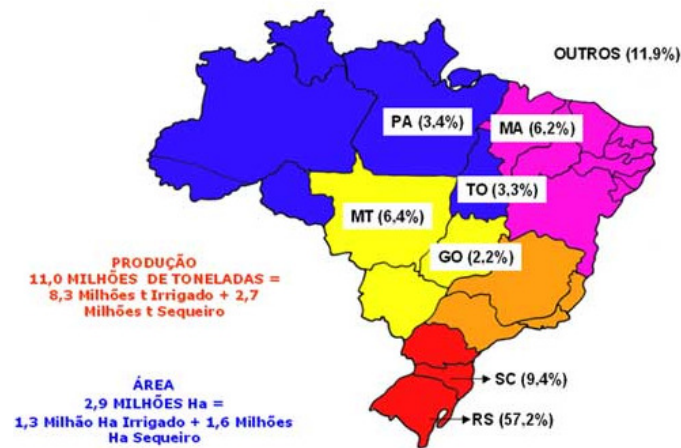 OUTROS (11,9%)
PA (3,4%)
MA (6,2%)
TO (3,3%)
MT (6,4%)
GO (2,2%)
PRODUÇÃO
11,0 MILHÕES DE TONELADAS =
8,3 Milhões t Irrigado + 2,7
Milhões t Sequeiro
ÁREA
2,9 MILHÕES Ha =
1,3 Milhão Ha Irrigado + 1,6 Milhões
Ha Sequeiro
SC (9,4%)
RS (57,2%)